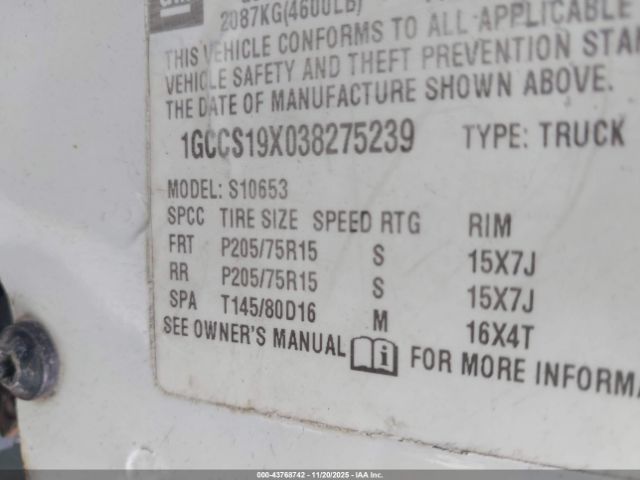 GM
2087KG(4600LB)
THIS VEHICLE CONFORMS TO ALL APPLICABLE
VEHICLE SAFETY AND THEFT PREVENTION STAN
THE DATE OF MANUFACTURE SHOWN ABOVE.
1GCCS19X038275239 TYPE: TRUCK
MODEL: S10653
SPCC TIRE SIZE SPEED RTG RIM
FRT P205/75R15 S 15X7J
RR P205/75R15 S 15X7J
SPA T145/80D16 M 16X4T
SEE OWNER'S MANUAL i FOR MORE INFORMA
000-43768742 - 11/20/2025 - IAA Inc.